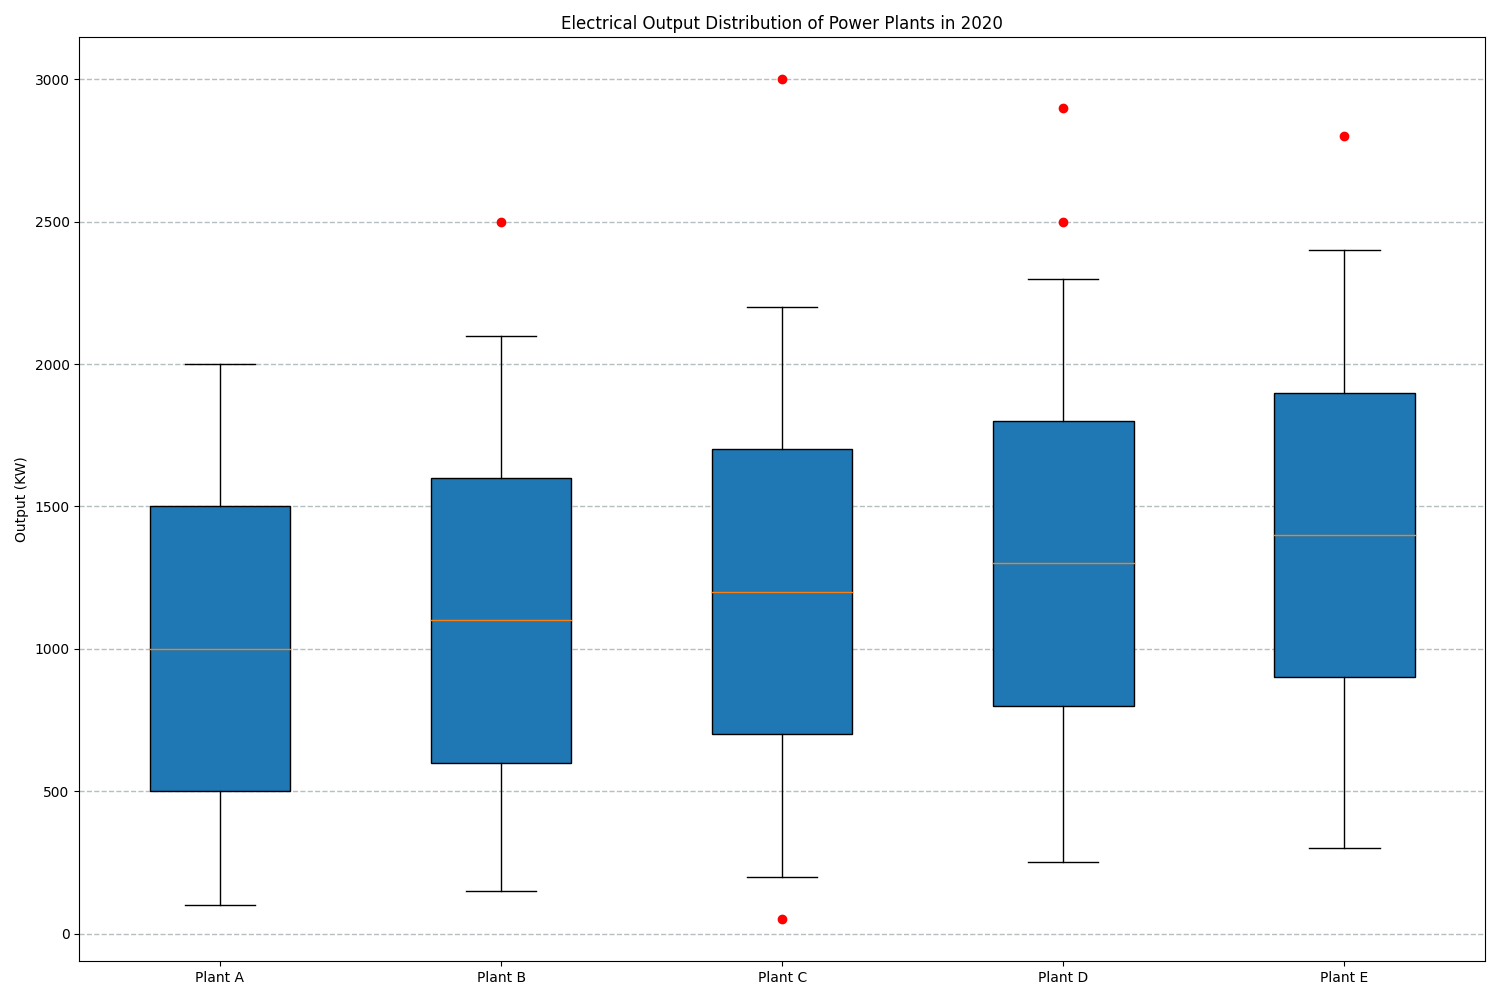 Electrical Output Distribution of Power Plants in 2020
Output (KW)
3000
2500
2000
1500
1000
500
0
Plant A
Plant B
Plant C
Plant D
Plant E